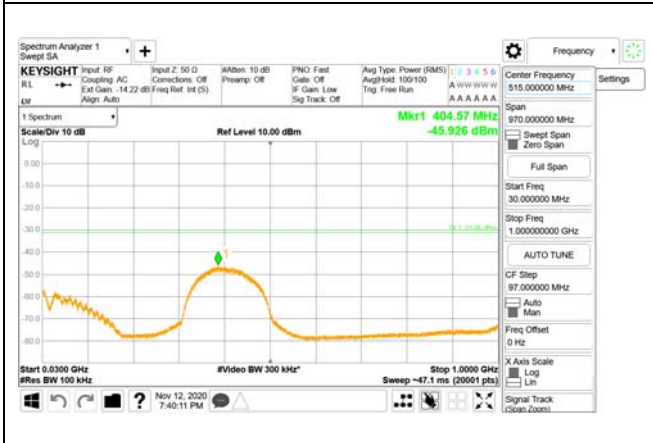 Spectrum Analyzer 1
Swept SA
+
Frequency
KEYSIGHT
RL
Input: RF
Coupling: AC
Ext Gain: -14.22 dB
Align: Auto
Input Z: 50 Ω
Corrections: Off
Freq Ref: Int (S)
#Atten: 10 dB
Preamp: Off
PNO: Fast
Gate: Off
IF Gain: Low
Sig Track: Off
Avg Type: Power (RMS)
Avg|Hold: 100/100
Trig: Free Run
1 2 3 4 5 6
A W W W W W
A A A A A A
1 Spectrum
Scale/Div 10 dB
Log
Ref Level 10.00 dBm
Mkr1 404.57 MHz
-45.926 dBm
0.00
-10.0
-20.0
-30.0
-40.0
-50.0
-60.0
-70.0
-80.0
1
Start 0.0300 GHz
#Res BW 100 kHz
#Video BW 300 kHz*
Stop 1.0000 GHz
Sweep ~47.1 ms (20001 pts)
Nov 12, 2020
7:40:11 PM
Center Frequency
515.000000 MHz
Settings
Span
970.000000 MHz
Swept Span
Zero Span
Full Span
Start Freq
30.000000 MHz
Stop Freq
1.000000000 GHz
AUTO TUNE
CF Step
97.000000 MHz
Auto
Man
Freq Offset
0 Hz
X Axis Scale
Log
Lin
Signal Track
(Span Zoom)